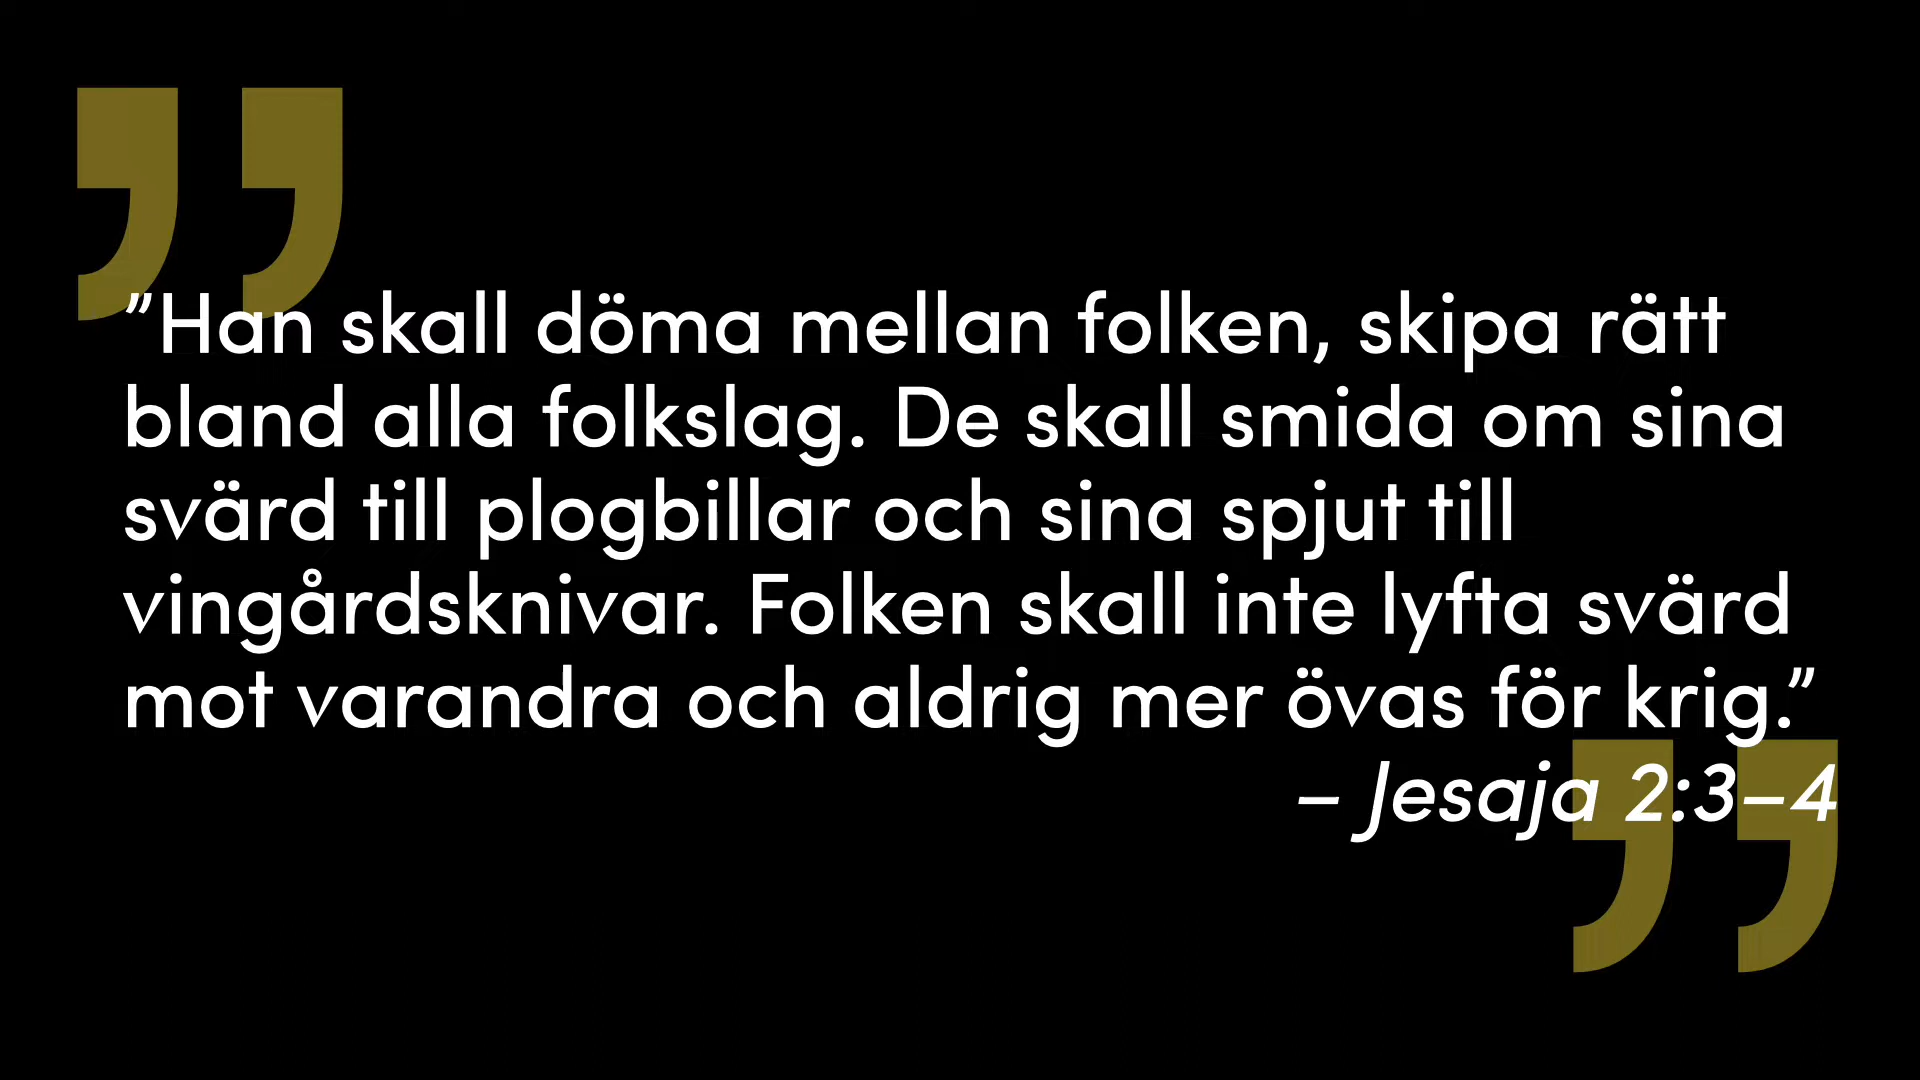 ”Han skall döma mellan folken, skipa rätt
bland alla folkslag. De skall smida om sina
svärd till plogbillar och sina spjut till
vingårdsknivar. Folken skall inte lyfta svärd
mot varandra och aldrig mer övas för krig.”
– Jesaja 2:3–4